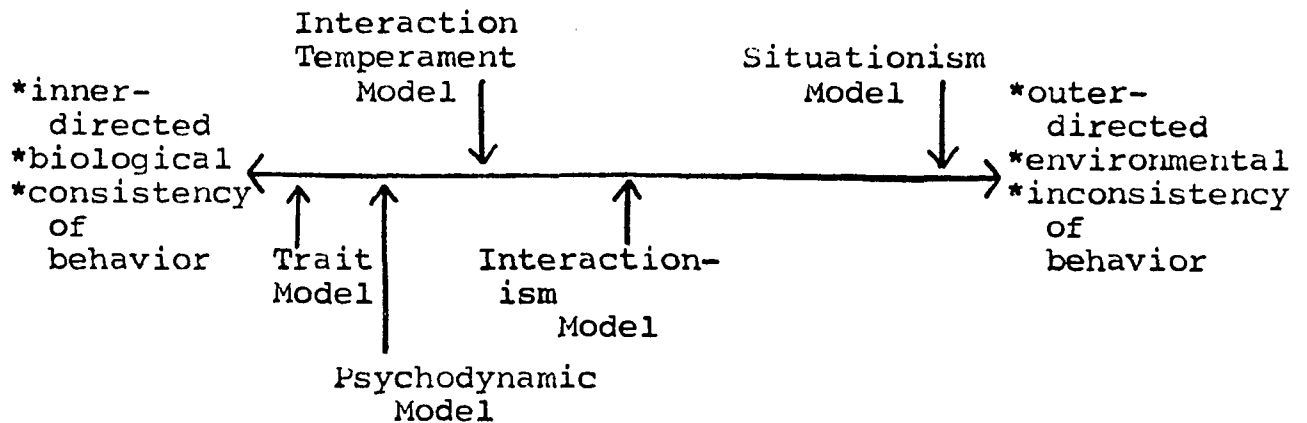 Interaction
Temperament
Model
Situationism
Model
*inner-
directed
*biological
*consistency
of
behavior
*outer-
directed
*environmental
*inconsistency
of
behavior
Trait
Model
Interaction-
ism
Model
Psychodynamic
Model